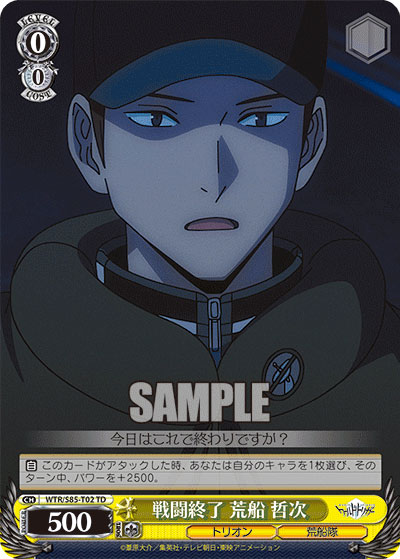 LEVEL
0
0
COST
SAMPLE
今日はこれで終わりですか？
このカードがアタックした時、あなたは自分のキャラを1枚選び、そのターン中、パワーを+2500。
CH WTR/S85-T02 TD
POWER
500
SOUL
戦闘終了 荒船 哲次
トリオン
荒船隊
©葦原大介／集英社・テレビ朝日・東映アニメーション